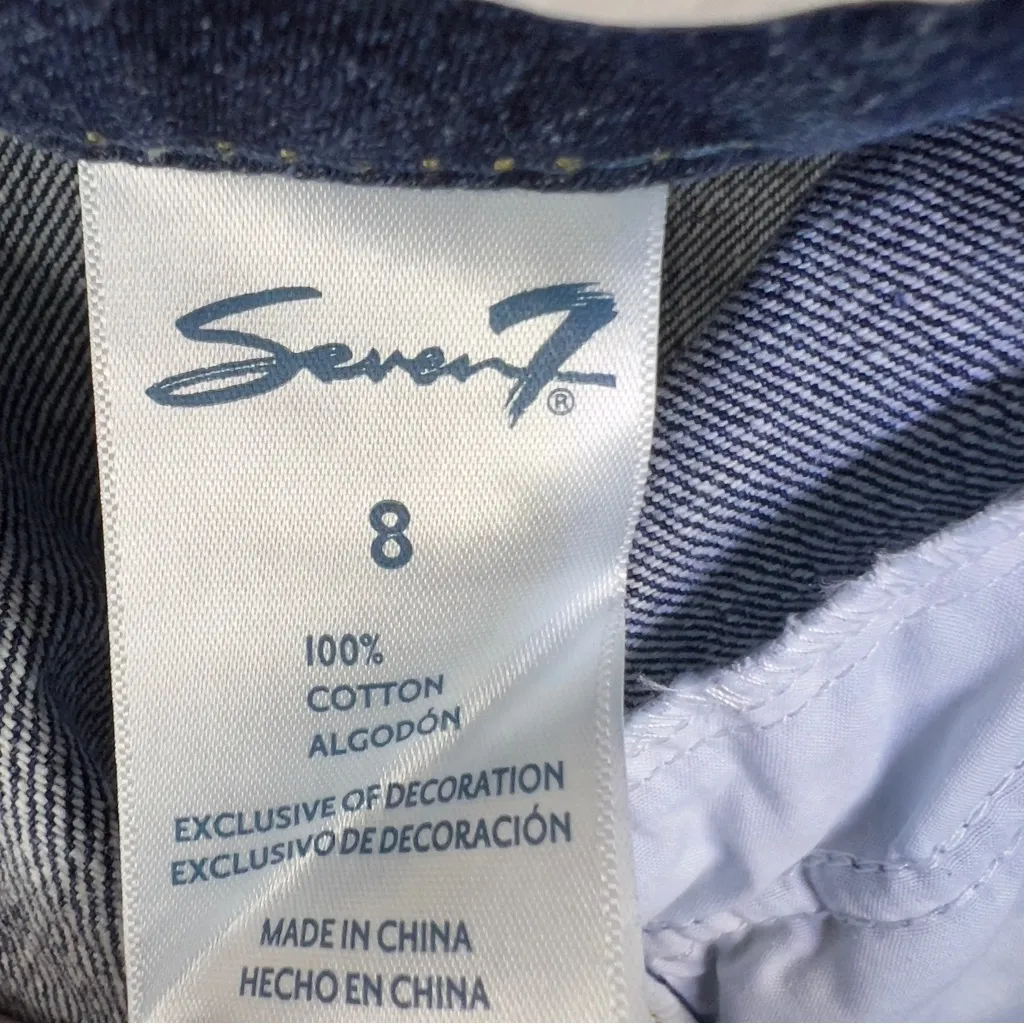 Seven7®
8
100%
COTTON
ALGODÓN
EXCLUSIVE OF DECORATION
EXCLUSIVO DE DECORACIÓN
MADE IN CHINA
HECHO EN CHINA